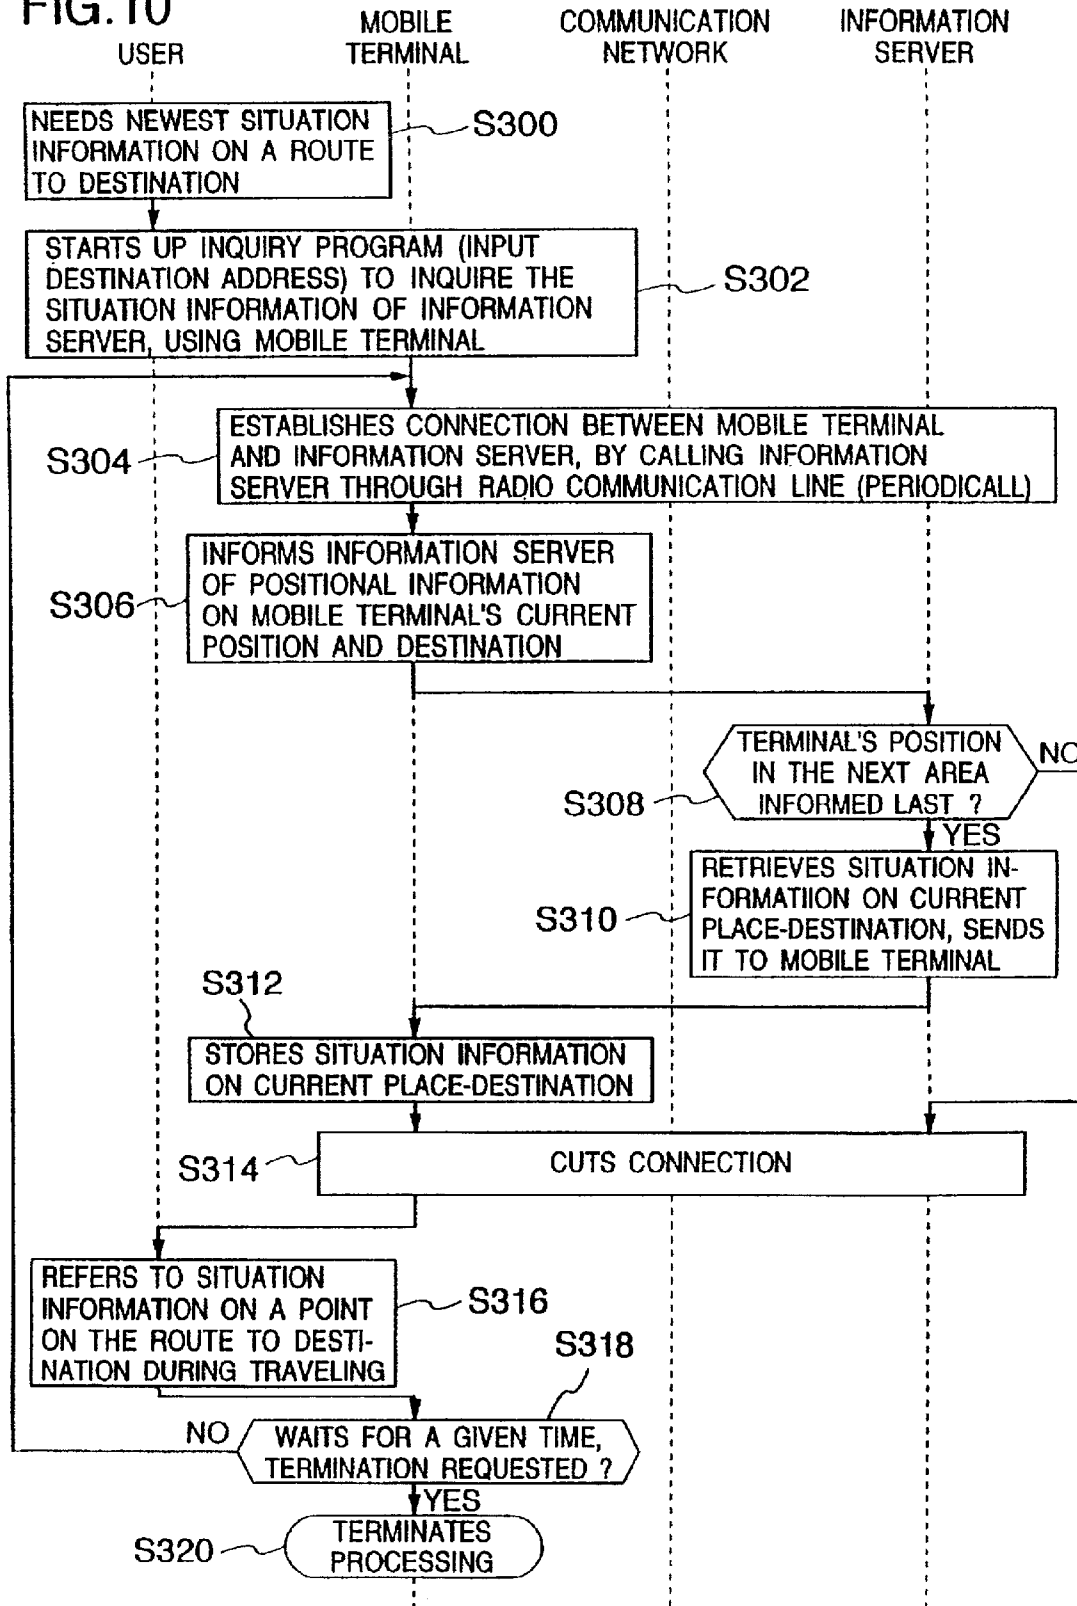 FIG. 10
USER
MOBILE
TERMINAL
COMMUNICATION
NETWORK
INFORMATION
SERVER
NEEDS NEWEST SITUATION
INFORMATION ON A ROUTE
TO DESTINATION
S300
STARTS UP INQUIRY PROGRAM (INPUT
DESTINATION ADDRESS) TO INQUIRE THE
SITUATION INFORMATION OF INFORMATION
SERVER, USING MOBILE TERMINAL
S302
S304
ESTABLISHES CONNECTION BETWEEN MOBILE TERMINAL
AND INFORMATION SERVER, BY CALLING INFORMATION
SERVER THROUGH RADIO COMMUNICATION LINE (PERIODICALL)
S306
INFORMS INFORMATION SERVER
OF POSITIONAL INFORMATION
ON MOBILE TERMINAL'S CURRENT
POSITION AND DESTINATION
S308
TERMINAL'S POSITION
IN THE NEXT AREA
INFORMED LAST ?
NO
YES
S310
RETRIEVES SITUATION IN-
FORMATIION ON CURRENT
PLACE-DESTINATION, SENDS
IT TO MOBILE TERMINAL
S312
STORES SITUATION INFORMATION
ON CURRENT PLACE-DESTINATION
S314
CUTS CONNECTION
REFERS TO SITUATION
INFORMATION ON A POINT
ON THE ROUTE TO DESTI-
NATION DURING TRAVELING
S316
S318
NO
WAITS FOR A GIVEN TIME,
TERMINATION REQUESTED ?
YES
S320
TERMINATES
PROCESSING